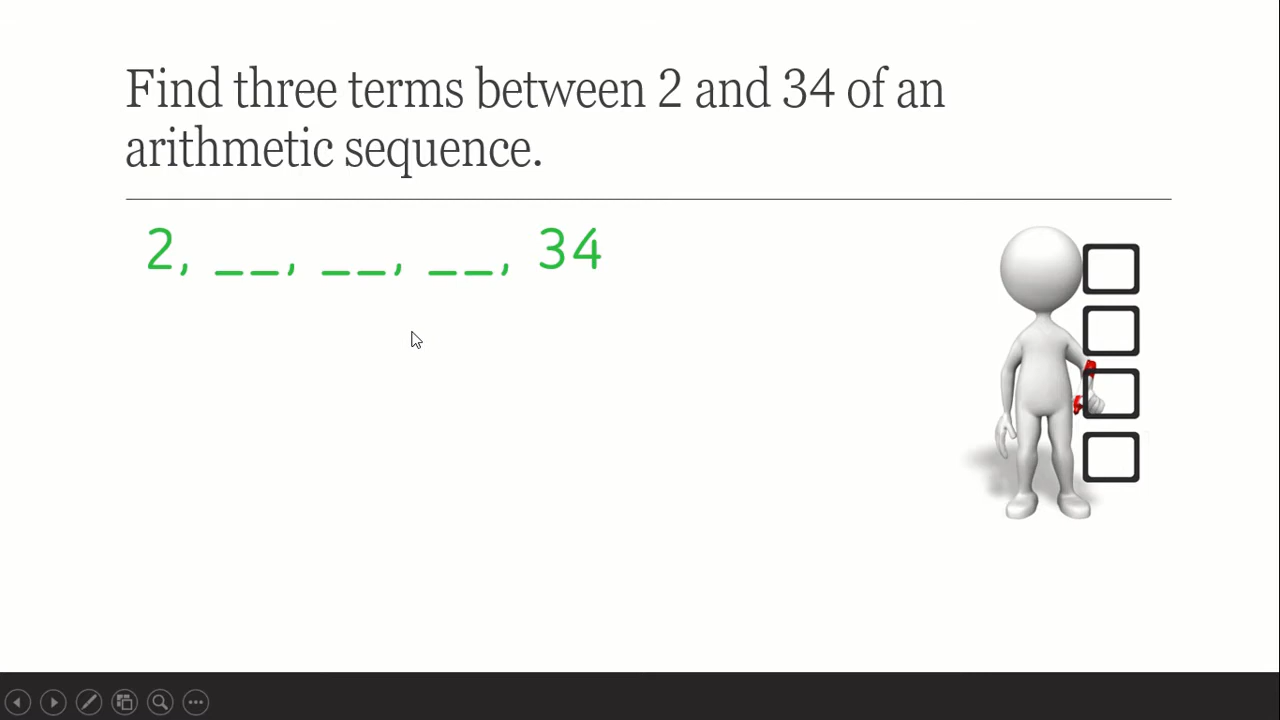 Find three terms between 2 and 34 of an
arithmetic sequence.
2, __, __, __, 34